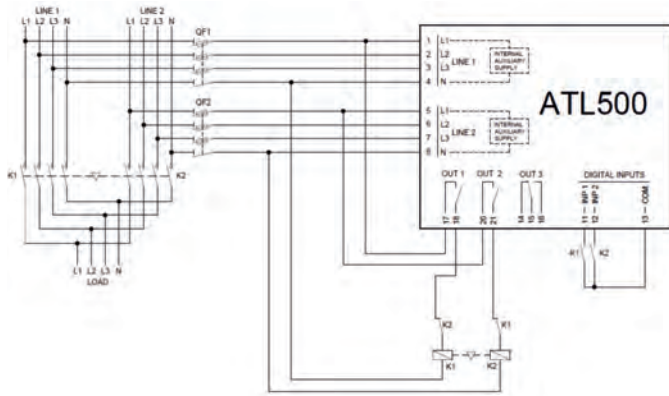 LINE 1
LINE 2
L1 L2 L3 N
L1 L2 L3 N
QF1
QF2
1 L1
2 L2
3 L3
4 N
LINE 1
INTERNAL
AUXILIARY
SUPPLY
ATL500
5 L1
6 L2
7 L3
8 N
LINE 2
INTERNAL
AUXILIARY
SUPPLY
K1
K2
OUT 1
OUT 2
OUT 3
DIGITAL INPUTS
17
18
20
21
14
15
16
11 INP 1
12 INP 2
13 COM.
K1
K2
L1 L2 L3 N
LOAD
K2
K1
K1
K2